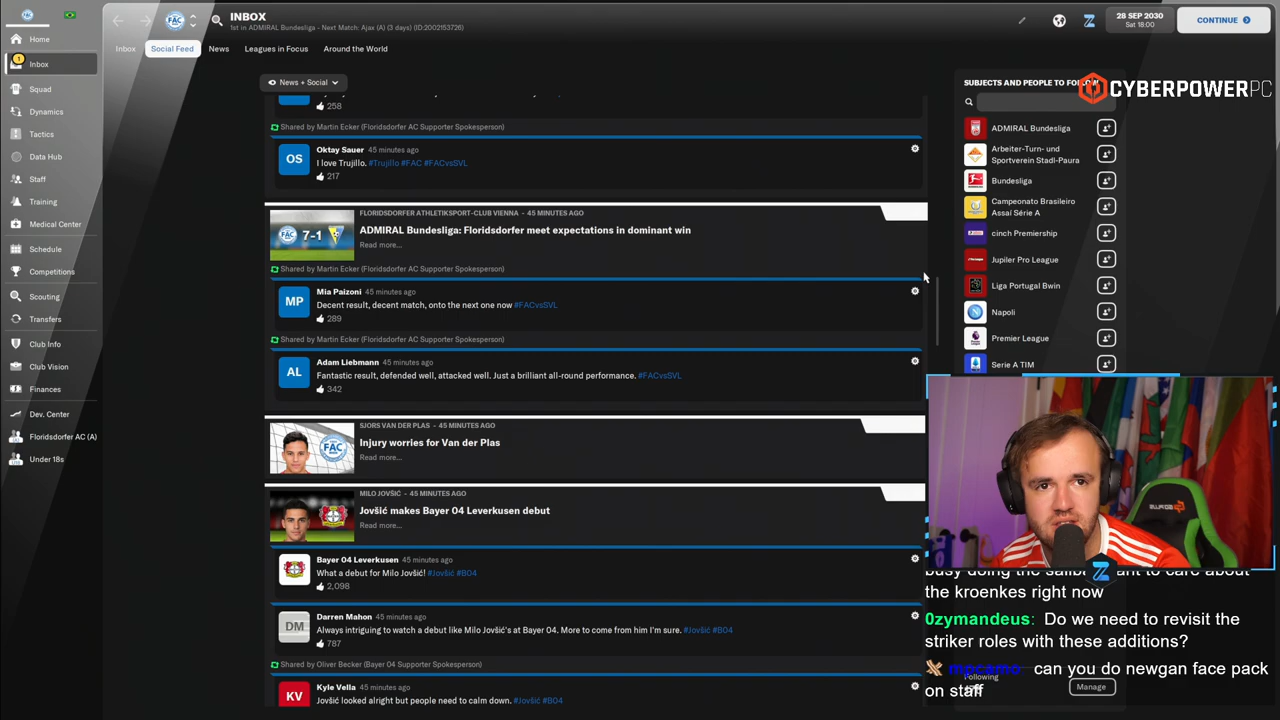 INBOX
1st in ADMIRAL Bundesliga - Next Match: Ajax (A) (3 days) (ID:2002153726)
28 SEP 2030
Sat 18:00
CONTINUE
Home
Inbox
1
Squad
Dynamics
Tactics
Data Hub
Staff
Training
Medical Center
Schedule
Competitions
Scouting
Transfers
Club Info
Club Vision
Finances
Dev. Center
Floridsdorfer AC (A)
Under 18s
Inbox
Social Feed
News
Leagues in Focus
Around the World
News + Social
258
Shared by Martin Ecker (Floridsdorfer AC Supporter Spokesperson)
OS
Oktay Sauer 45 minutes ago
I love Trujillo. #Trujillo #FAC #FACvsSVL
217
FLORIDSDORFER ATHLETIKSPORT-CLUB VIENNA - 45 MINUTES AGO
7-1
ADMIRAL Bundesliga: Floridsdorfer meet expectations in dominant win
Read more...
Shared by Martin Ecker (Floridsdorfer AC Supporter Spokesperson)
MP
Mia Paizoni 45 minutes ago
Decent result, decent match, onto the next one now #FACvsSVL
289
Shared by Martin Ecker (Floridsdorfer AC Supporter Spokesperson)
AL
Adam Liebmann 45 minutes ago
Fantastic result, defended well, attacked well. Just a brilliant all-round performance. #FACvsSVL
342
SJORS VAN DER PLAS - 45 MINUTES AGO
Injury worries for Van der Plas
Read more...
MILO JOVŠIĆ - 45 MINUTES AGO
Jovšić makes Bayer 04 Leverkusen debut
Read more...
Bayer 04 Leverkusen 45 minutes ago
What a debut for Milo Jovšić! #Jovšić #B04
2,098
DM
Darren Mahon 45 minutes ago
Always intriguing to watch a debut like Milo Jovšić's at Bayer 04. More to come from him I'm sure. #Jovšić #B04
787
Shared by Oliver Becker (Bayer 04 Supporter Spokesperson)
KV
Kyle Vella 45 minutes ago
Jovšić looked alright but people need to calm down. #Jovšić #B04
SUBJECTS AND PEOPLE TO FOLLOW
CYBERPOWERPC
ADMIRAL Bundesliga
Arbeiter-Turn- und
Sportverein Stadl-Paura
Bundesliga
Campeonato Brasileiro
Assaí Série A
cinch Premiership
Jupiler Pro League
Liga Portugal Bwin
Napoli
Premier League
Serie A TIM
the kroenkes right now
0zymandeus: Do we need to revisit the
striker roles with these additions?
mpcamo can you do newgan face pack
on staff
Following
Manage